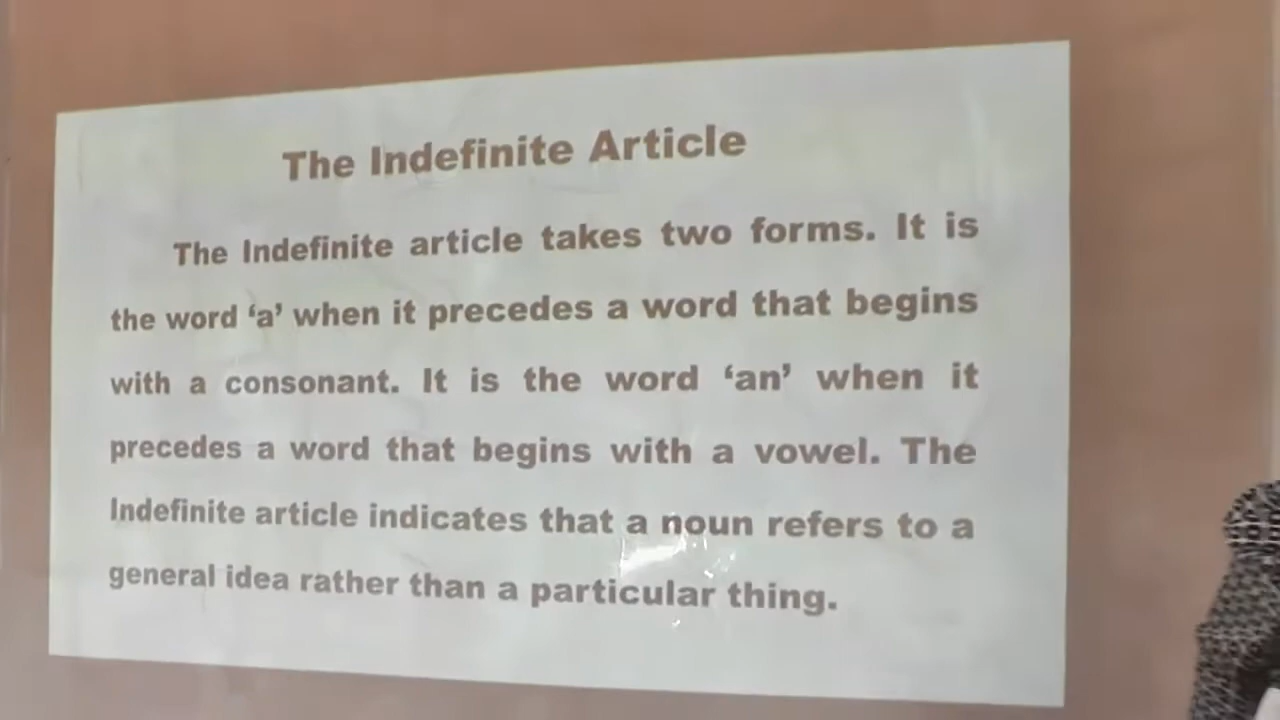 The Indefinite Article
The Indefinite article takes two forms. It is
the word ‘a’ when it precedes a word that begins
with a consonant. It is the word ‘an’ when it
precedes a word that begins with a vowel. The
Indefinite article indicates that a noun refers to a
general idea rather than a particular thing.